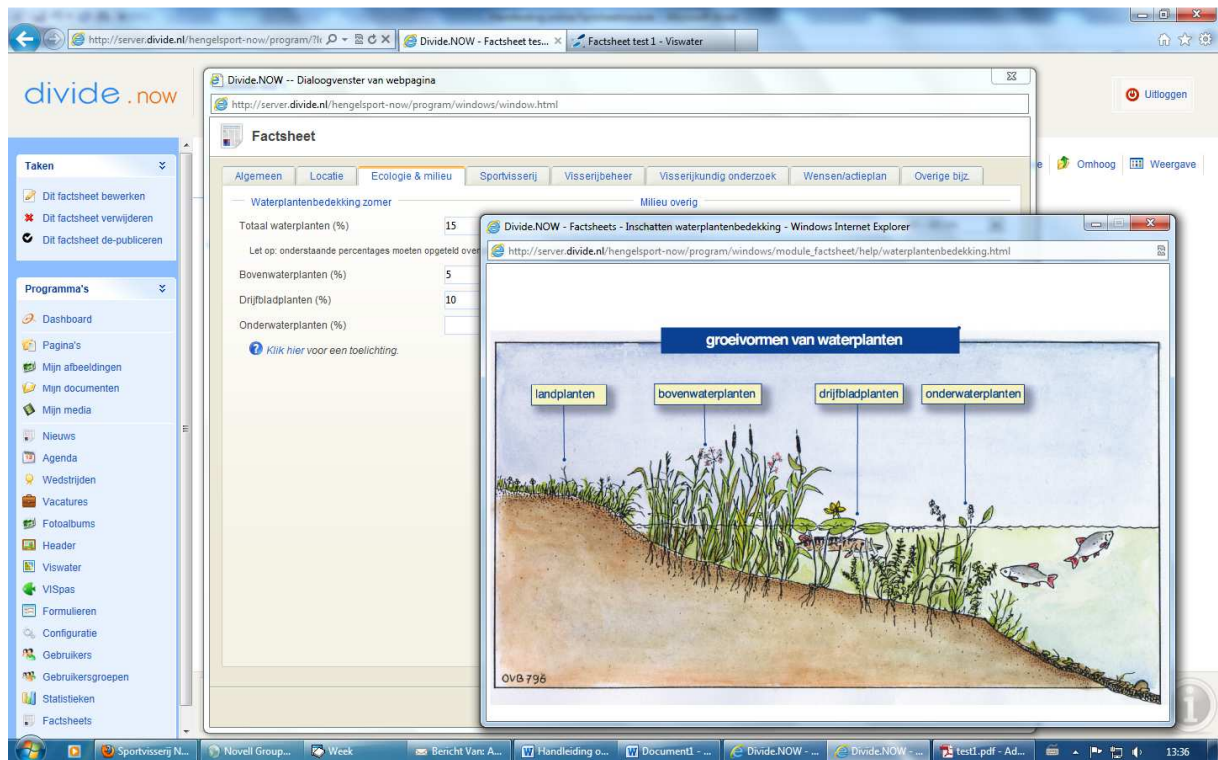 http://server.divide.nl/hengelsport-now/program/?
Divide.NOW - Factsheet tes...
Factsheet test 1 - Viswater
divide . now
Uitloggen
Omhoog
Weergave
Taken
Dit factsheet bewerken
Dit factsheet verwijderen
Dit factsheet de-publiceren
Programma's
Dashboard
Pagina's
Mijn afbeeldingen
Mijn documenten
Mijn media
Nieuws
Agenda
Wedstrijden
Vacatures
Fotoalbums
Header
Viswater
VISpas
Formulieren
Configuratie
Gebruikers
Gebruikersgroepen
Statistieken
Factsheets
Divide.NOW -- Dialoogvenster van webpagina
http://server.divide.nl/hengelsport-now/program/windows/window.html
Factsheet
Algemeen Locatie Ecologie & milieu Sportvisserij Visserijbeheer Visserijkundig onderzoek Wensen/actieplan Overige bijz.
Waterplantenbedekking zomer
Milieu overig
Totaal waterplanten (%) 15
Let op: onderstaande percentages moeten opgeteld
Bovenwaterplanten (%) 5
Drijfbladplanten (%) 10
Onderwaterplanten (%)
Klik hier voor een toelichting.
Divide.NOW - Factsheets - Inschatten waterplantenbedekking - Windows Internet Explorer
http://server.divide.nl/hengelsport-now/program/windows/module_factsheet/help/waterplantenbedekking.html
groeivormen van waterplanten
landplanten
bovenwaterplanten
drijfbladplanten
onderwaterplanten
OVB 796
Sportvisserij N... Novell Group... Week Bericht Van: A... Handleiding o... Document1 - ... Divide.NOW - ... Divide.NOW - ... test1.pdf - Ad... 13:36